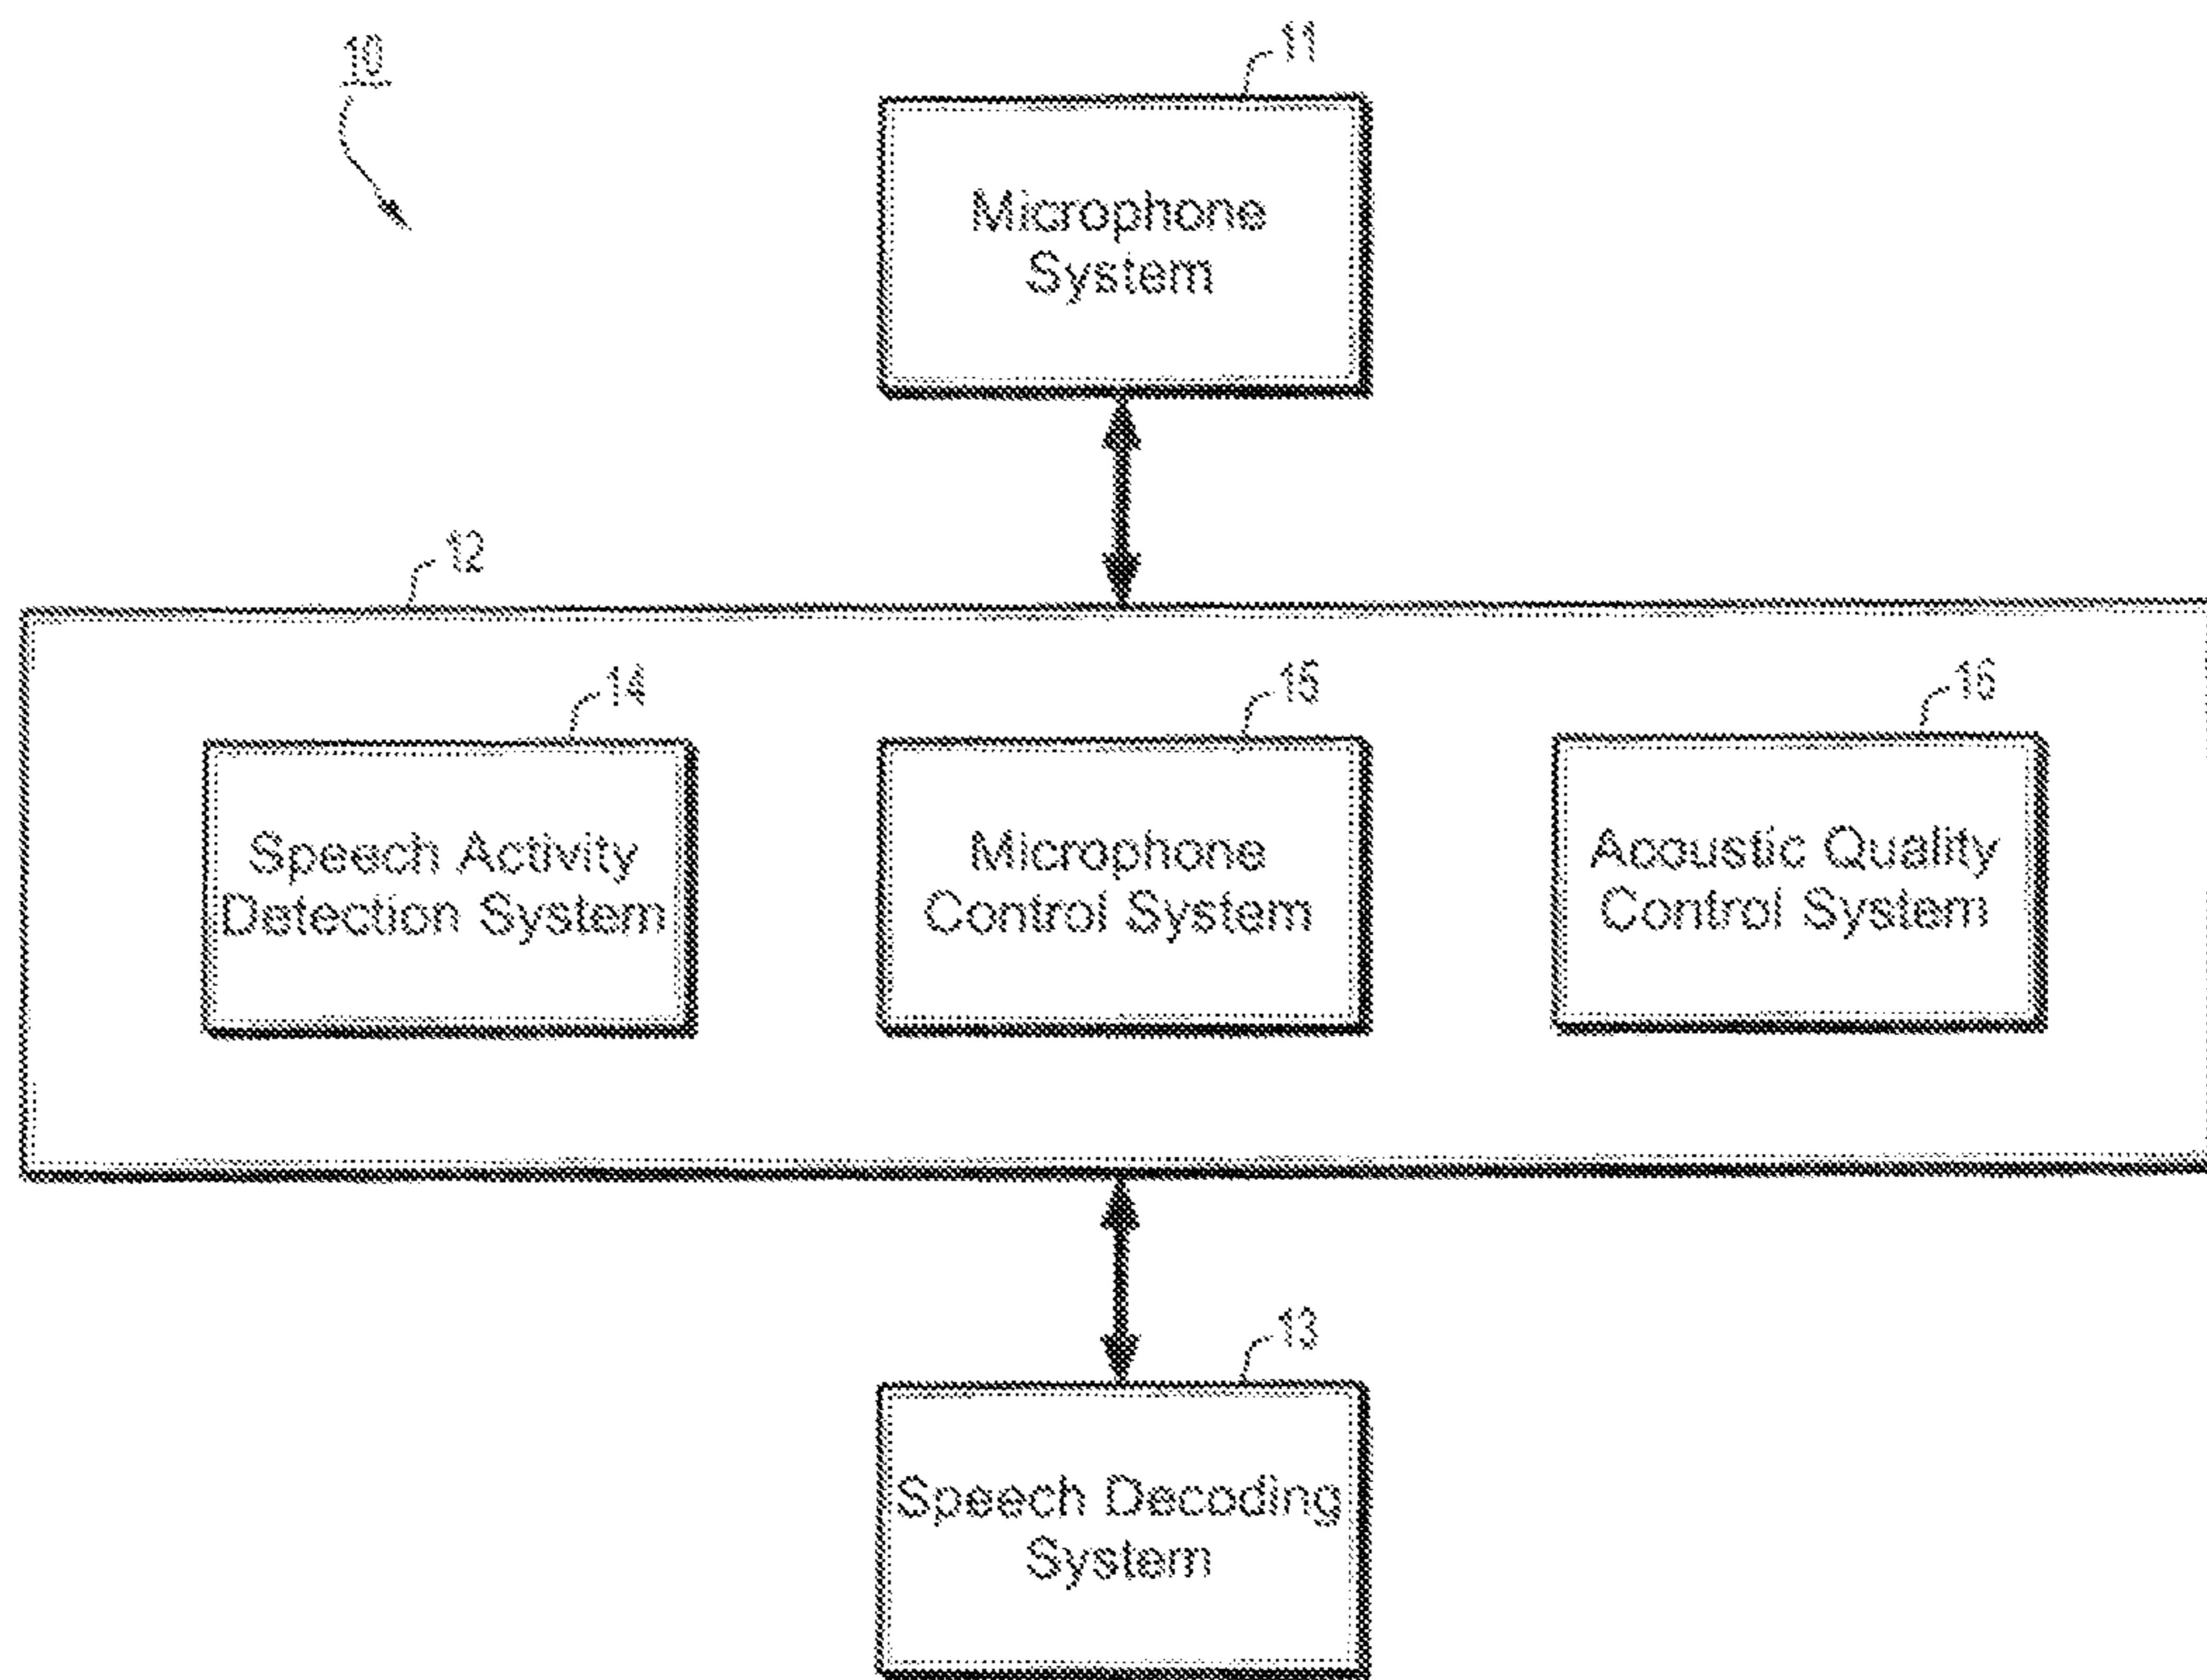 10
11
Microphone
System
12
14
15
16
Speech Activity
Detection System
Microphone
Control System
Acoustic Quality
Control System
13
Speech Decoding
System